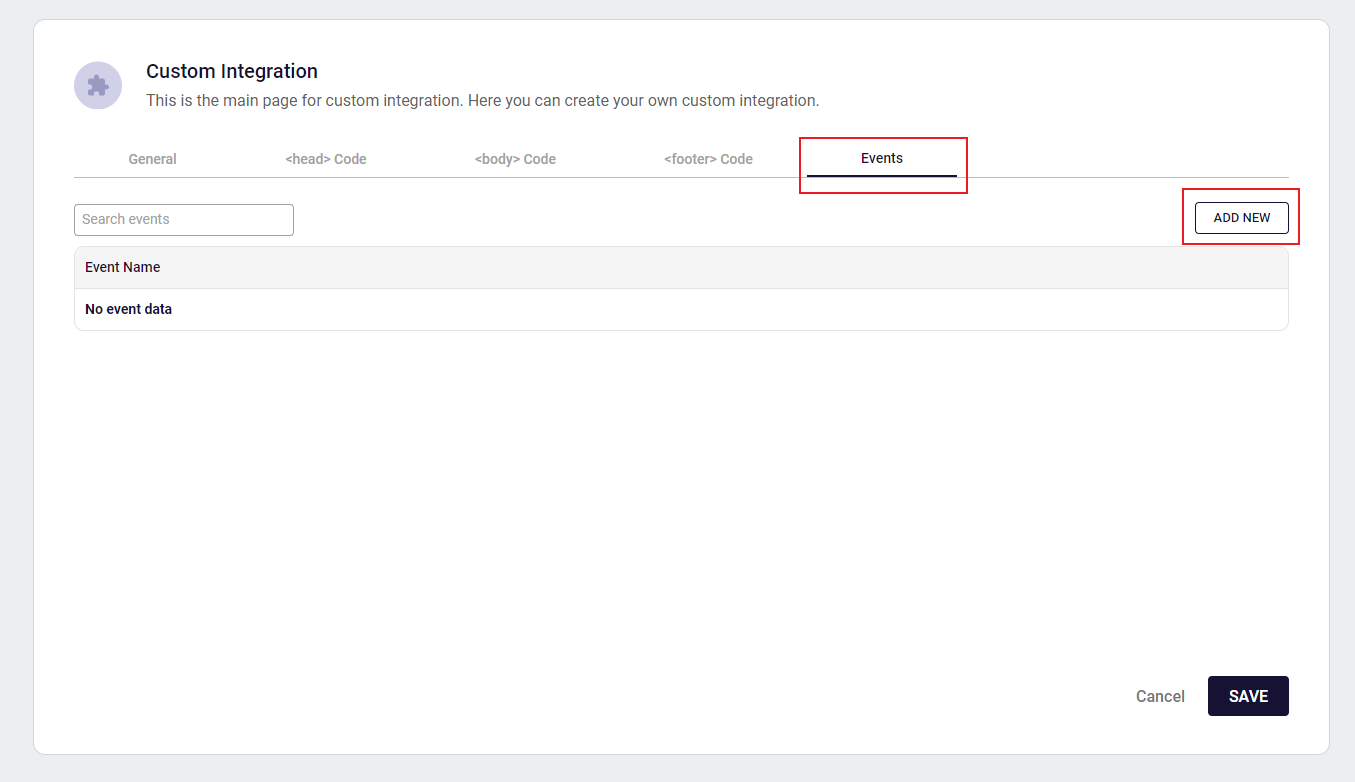 Custom Integration
This is the main page for custom integration. Here you can create your own custom integration.
General <head> Code <body> Code <footer> Code Events
Search events ADD NEW
Event Name
No event data
Cancel SAVE